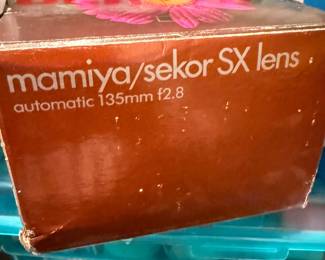 mamiya/sekor SX lens
automatic 135mm f2.8